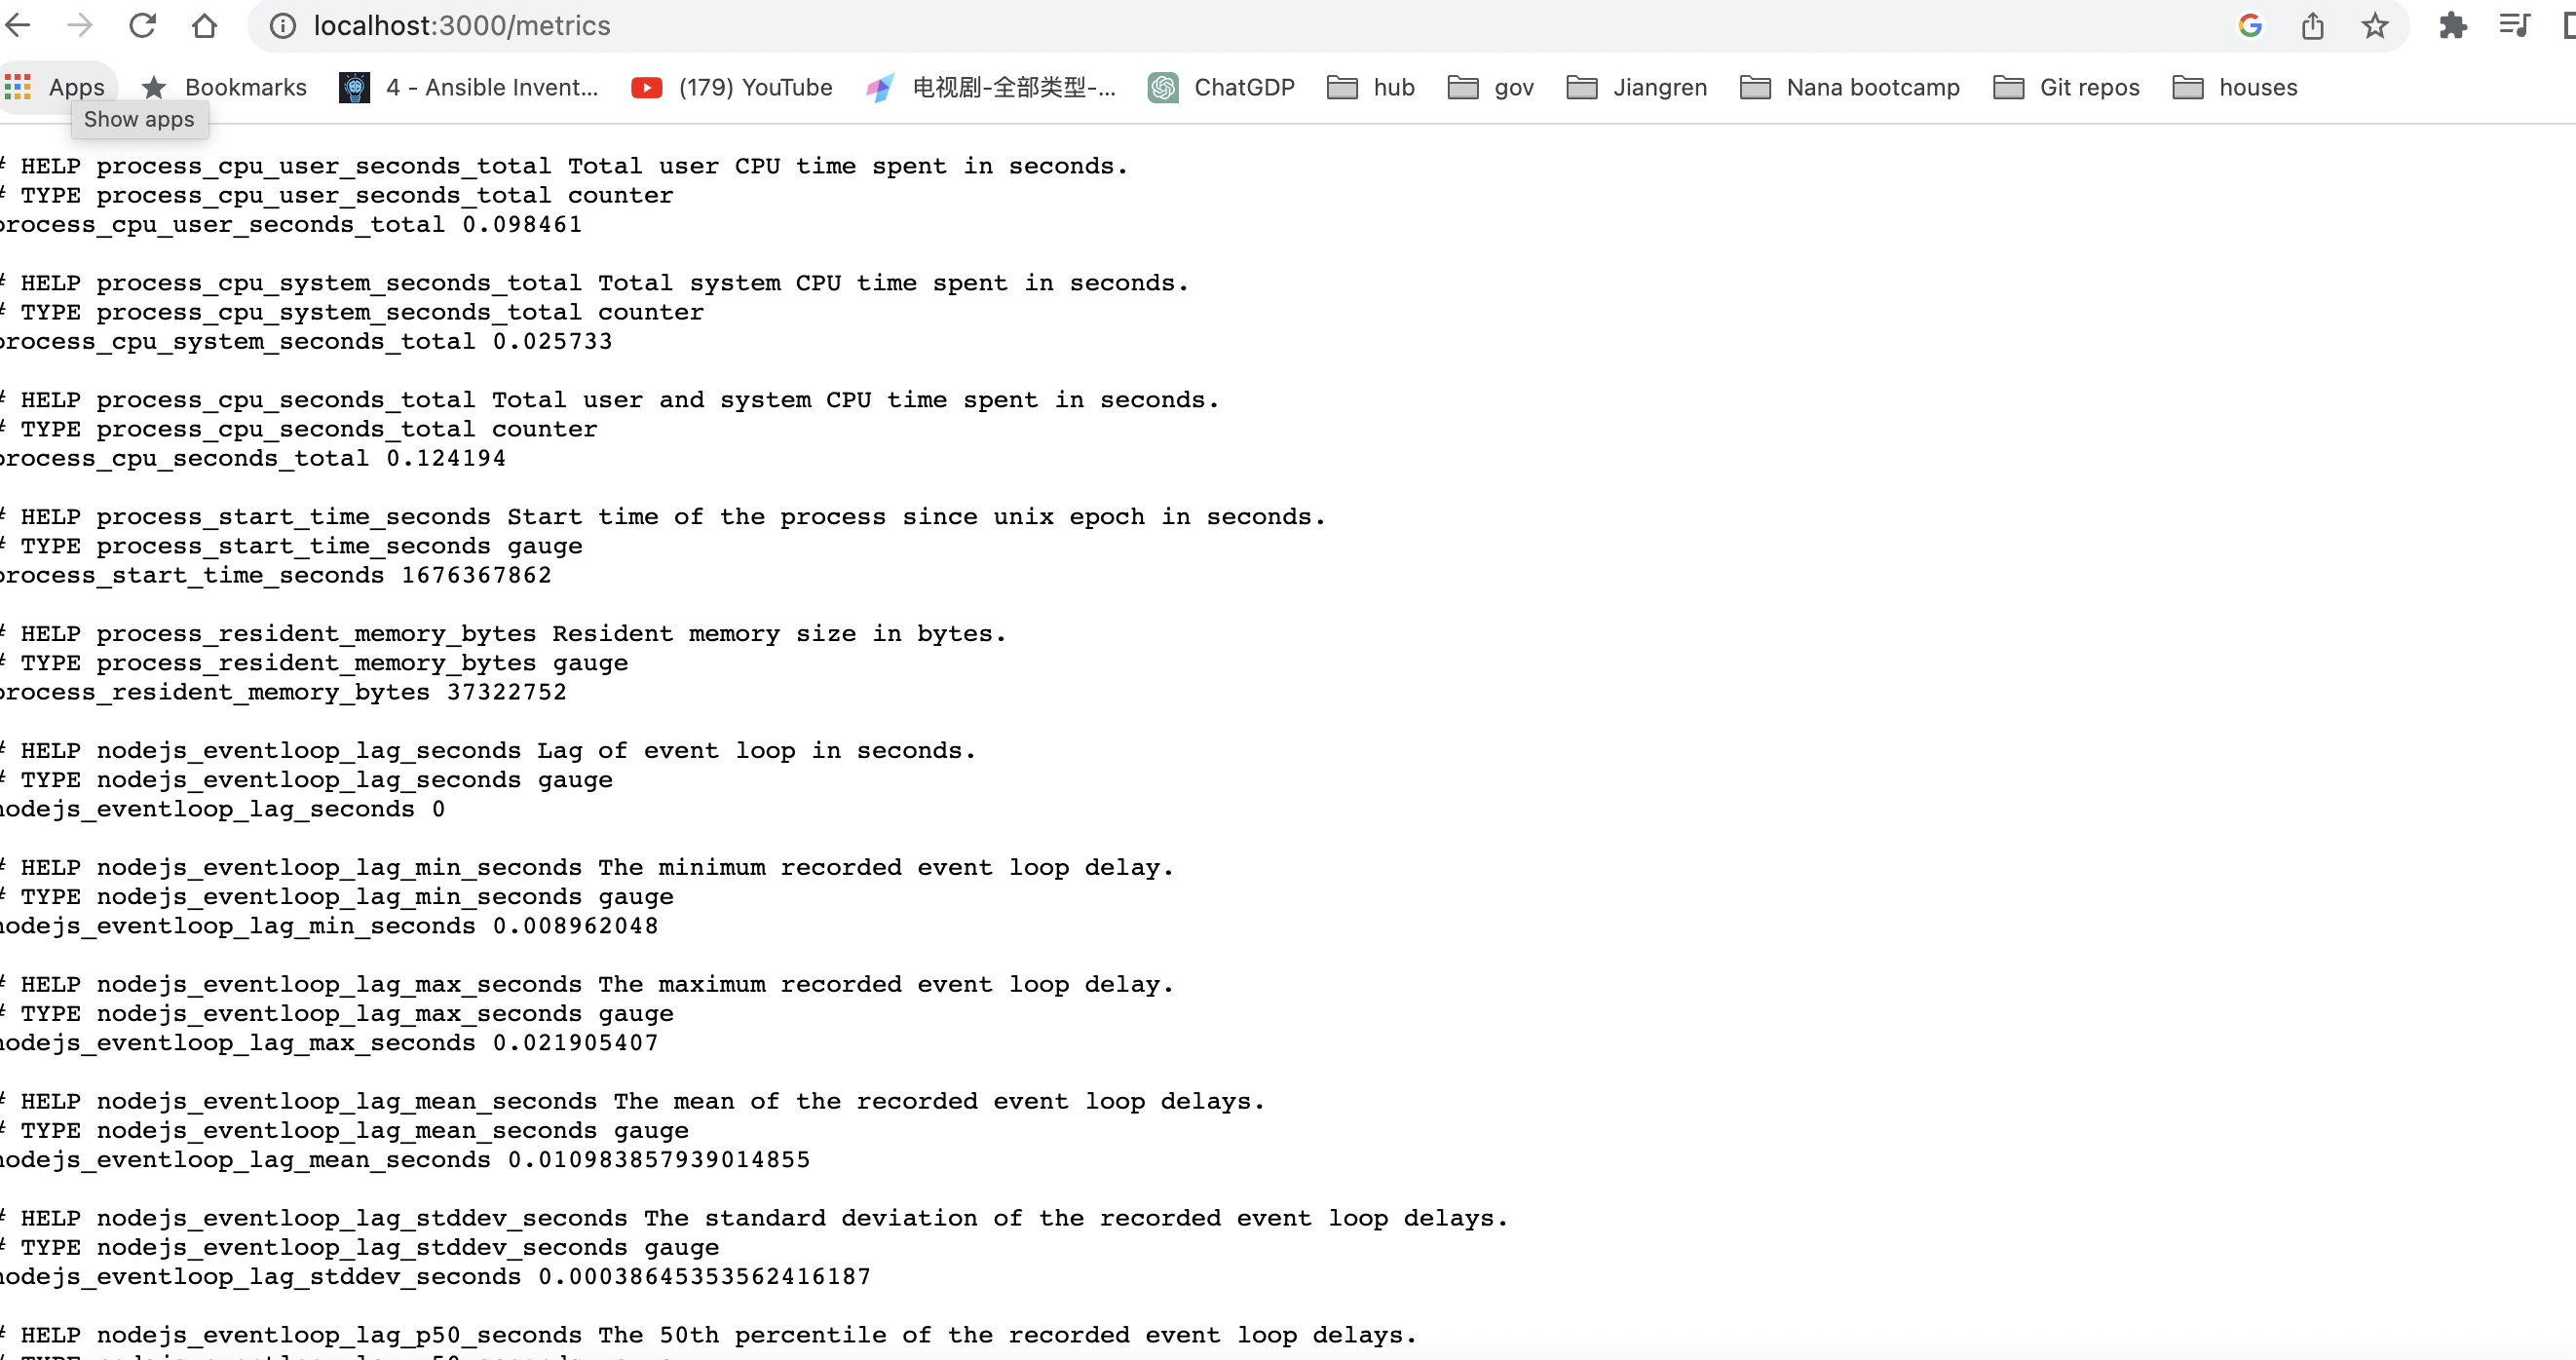 localhost:3000/metrics
Apps Bookmarks 4 - Ansible Invent... (179) YouTube 电视剧-全部类型-... ChatGDP hub gov Jiangren Nana bootcamp Git repos houses
Show apps
# HELP process_cpu_user_seconds_total Total user CPU time spent in seconds.
# TYPE process_cpu_user_seconds_total counter
process_cpu_user_seconds_total 0.098461
# HELP process_cpu_system_seconds_total Total system CPU time spent in seconds.
# TYPE process_cpu_system_seconds_total counter
process_cpu_system_seconds_total 0.025733
# HELP process_cpu_seconds_total Total user and system CPU time spent in seconds.
# TYPE process_cpu_seconds_total counter
process_cpu_seconds_total 0.124194
# HELP process_start_time_seconds Start time of the process since unix epoch in seconds.
# TYPE process_start_time_seconds gauge
process_start_time_seconds 1676367862
# HELP process_resident_memory_bytes Resident memory size in bytes.
# TYPE process_resident_memory_bytes gauge
process_resident_memory_bytes 37322752
# HELP nodejs_eventloop_lag_seconds Lag of event loop in seconds.
# TYPE nodejs_eventloop_lag_seconds gauge
nodejs_eventloop_lag_seconds 0
# HELP nodejs_eventloop_lag_min_seconds The minimum recorded event loop delay.
# TYPE nodejs_eventloop_lag_min_seconds gauge
nodejs_eventloop_lag_min_seconds 0.008962048
# HELP nodejs_eventloop_lag_max_seconds The maximum recorded event loop delay.
# TYPE nodejs_eventloop_lag_max_seconds gauge
nodejs_eventloop_lag_max_seconds 0.021905407
# HELP nodejs_eventloop_lag_mean_seconds The mean of the recorded event loop delays.
# TYPE nodejs_eventloop_lag_mean_seconds gauge
nodejs_eventloop_lag_mean_seconds 0.010983857939014855
# HELP nodejs_eventloop_lag_stddev_seconds The standard deviation of the recorded event loop delays.
# TYPE nodejs_eventloop_lag_stddev_seconds gauge
nodejs_eventloop_lag_stddev_seconds 0.00038645353562416187
# HELP nodejs_eventloop_lag_p50_seconds The 50th percentile of the recorded event loop delays.